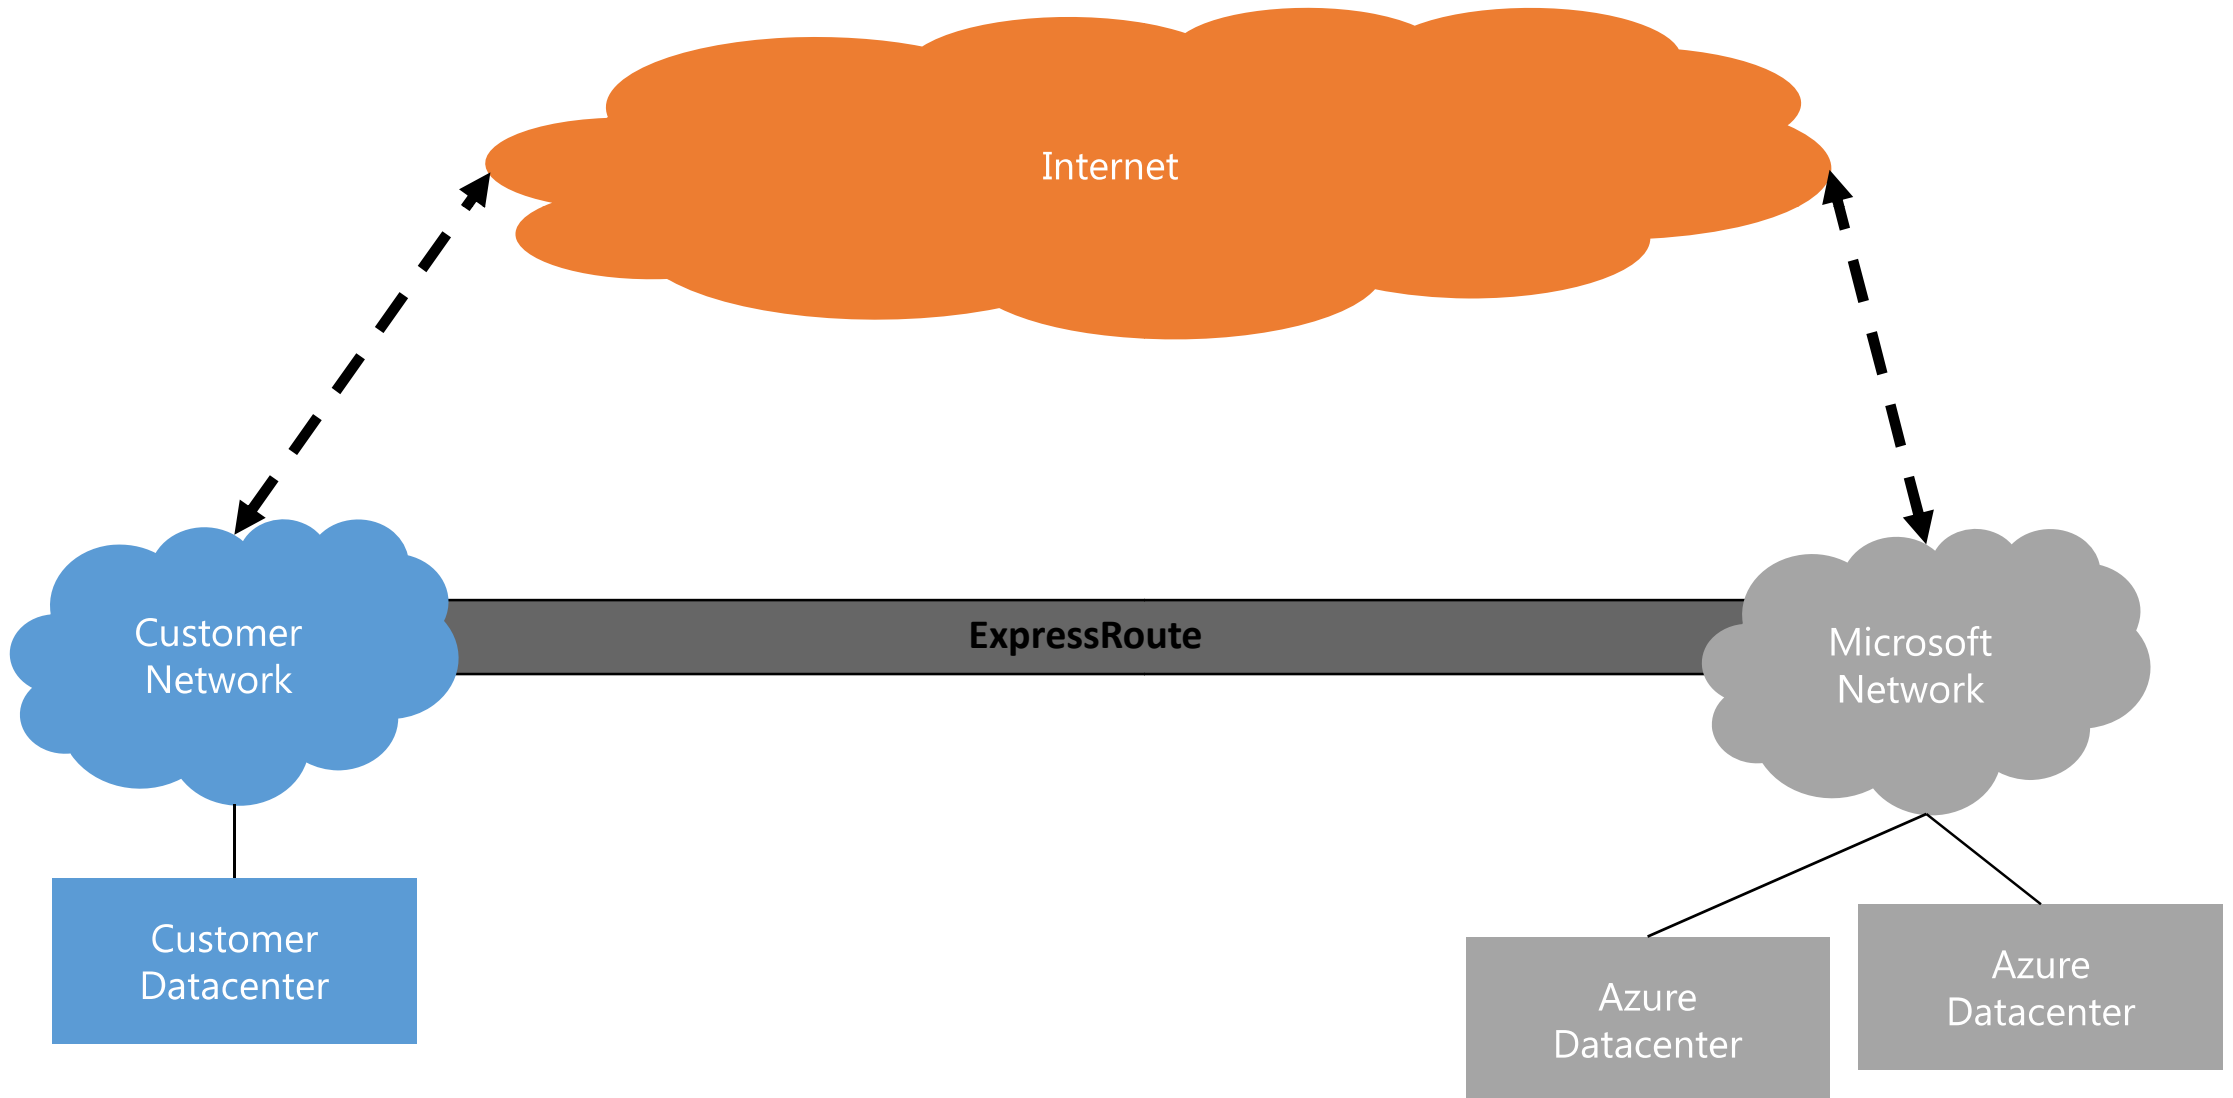 Internet
Customer
Network
ExpressRoute
Microsoft
Network
Customer
Datacenter
Azure
Datacenter
Azure
Datacenter